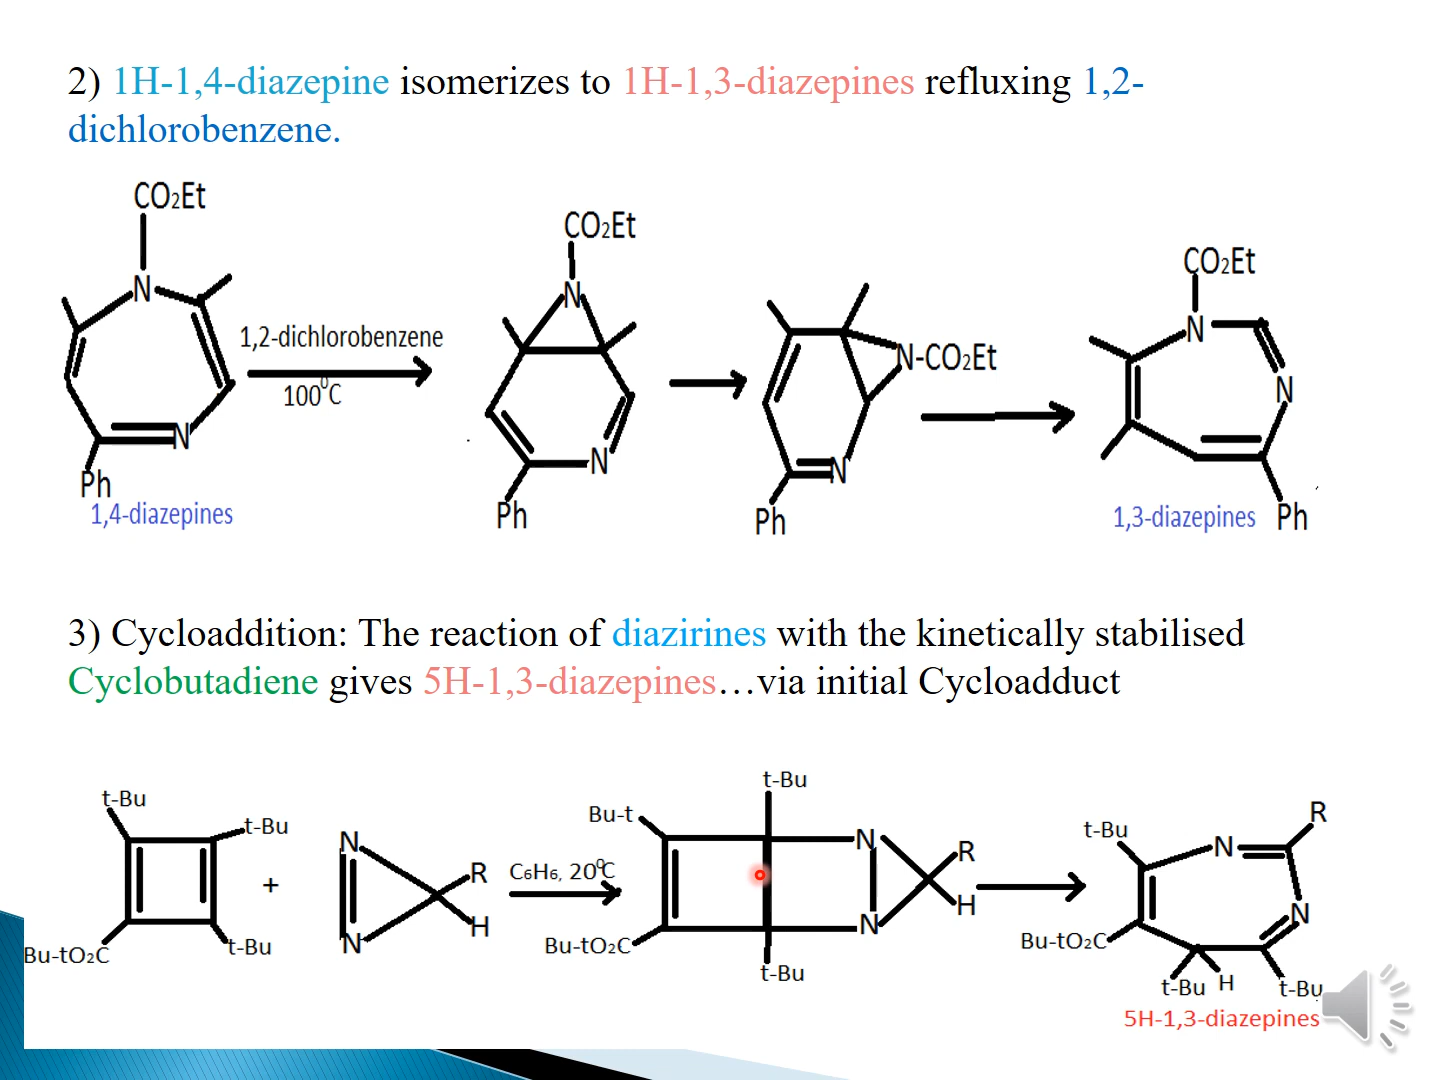 2) 1H-1,4-diazepine isomerizes to 1H-1,3-diazepines refluxing 1,2-
dichlorobenzene.
CO2Et
N
1,2-dichlorobenzene
100°C
N
Ph
1,4-diazepines
CO2Et
N
N
Ph
N-CO2Et
N
Ph
CO2Et
N
N
1,3-diazepines Ph
3) Cycloaddition: The reaction of diazirines with the kinetically stabilised
Cyclobutadiene gives 5H-1,3-diazepines...via initial Cycloadduct
t-Bu
t-Bu
+
Bu-tO2C
t-Bu
N
R
N
H
C6H6, 20°C
t-Bu
Bu-t
N
R
H
N
Bu-tO2C
t-Bu
R
t-Bu
N
N
Bu-tO2C
t-Bu H t-Bu
5H-1,3-diazepines